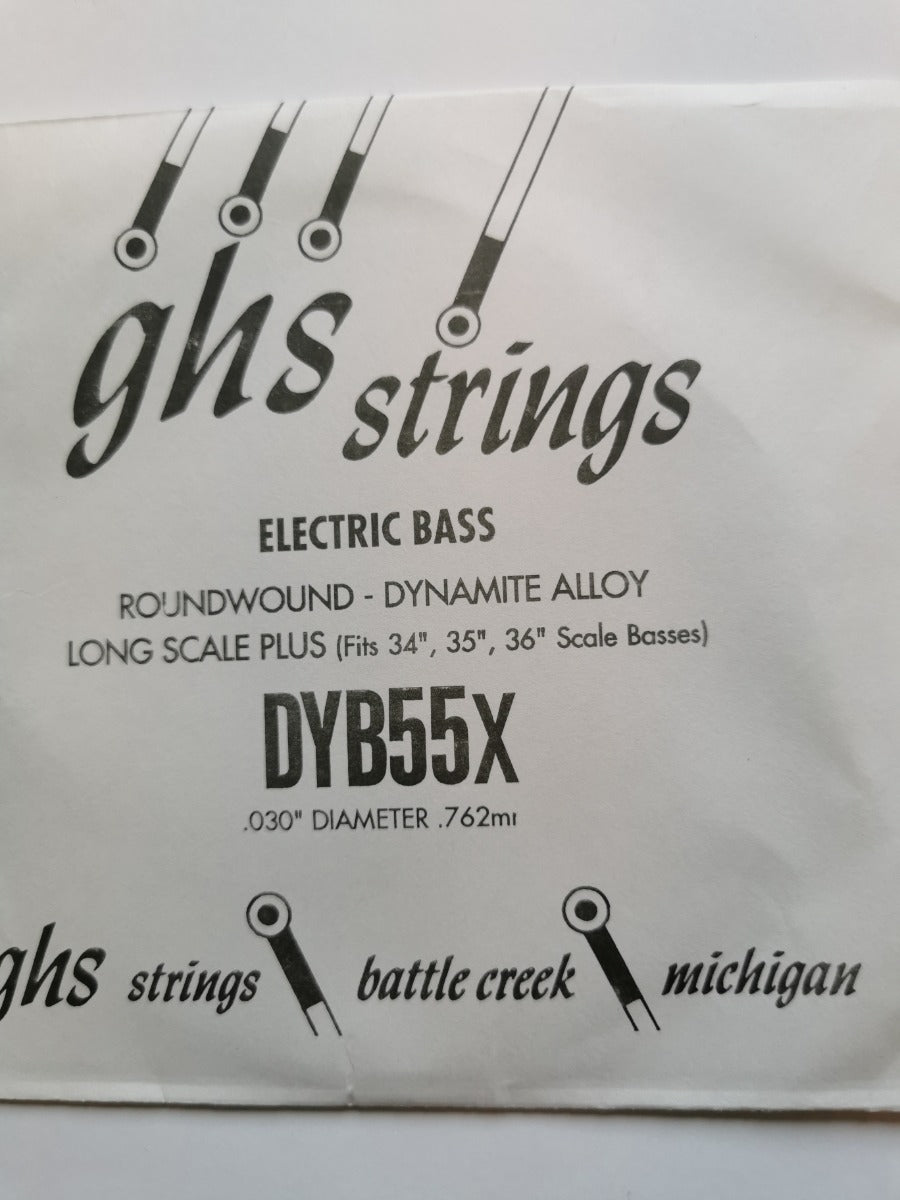 ghs strings
ELECTRIC BASS
ROUNDWOUND - DYNAMITE ALLOY
LONG SCALE PLUS (Fits 34", 35", 36" Scale Basses)
DYB55X
.030" DIAMETER .762m
ghs strings battle creek michigan